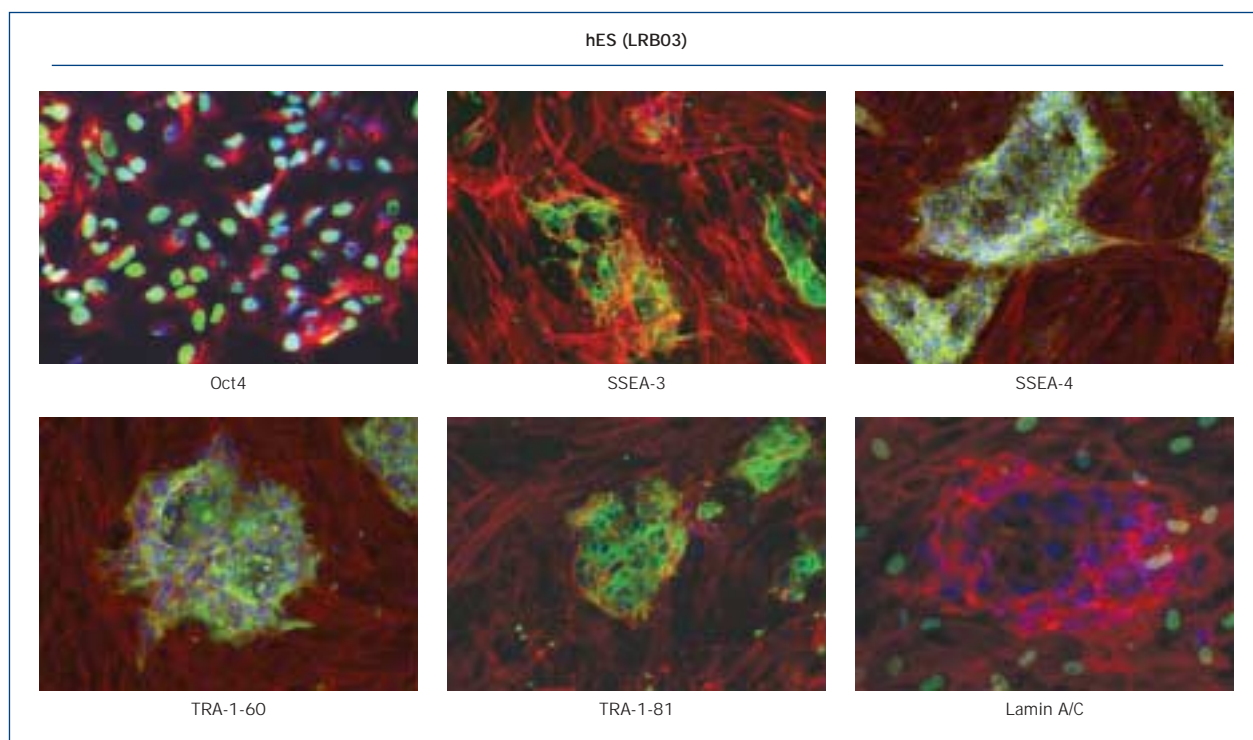 hES (LRB03)
Oct4
SSEA-3
SSEA-4
TRA-1-60
TRA-1-81
Lamin A/C